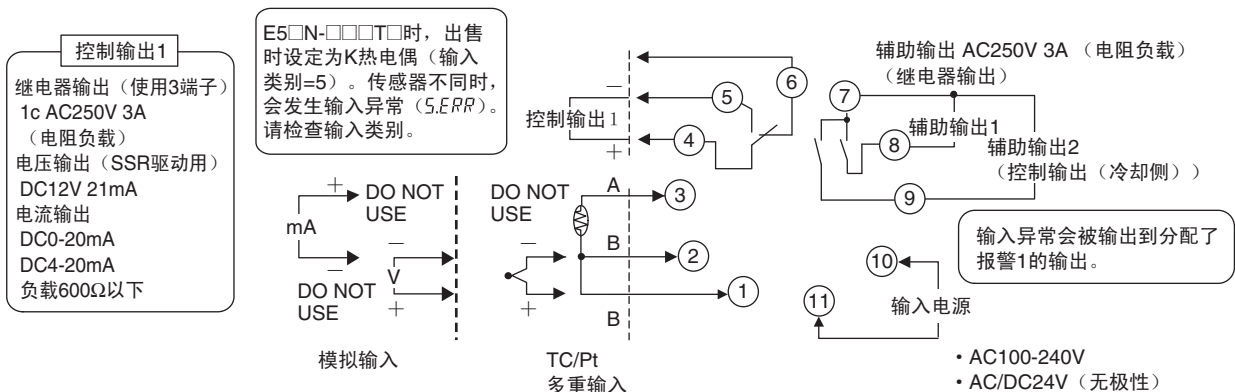 控制输出1
继电器输出（使用3端子）
1c AC250V 3A
（电阻负载）
电压输出（SSR驱动用）
DC12V 21mA
电流输出
DC0-20mA
DC4-20mA
负载600Ω以下
E5□N-□□□T□时，出售
时设定为K热电偶（输入
类别=5）。传感器不同时，
会发生输入异常（S.ERR）。
请检查输入类别。
控制输出1
−
+
⑥
⑤
④
辅助输出 AC250V 3A （电阻负载）
（继电器输出）
⑦
辅助输出1
⑧
辅助输出2
（控制输出（冷却侧））
⑨
+
DO NOT
USE
mA
−
DO NOT
USE
−
V
+
模拟输入
DO NOT
USE
−
+
A
B
B
③
②
①
TC/Pt
多重输入
输入异常会被输出到分配了
报警1的输出。
⑩
⑪
输入电源
・AC100-240V
・AC/DC24V（无极性）